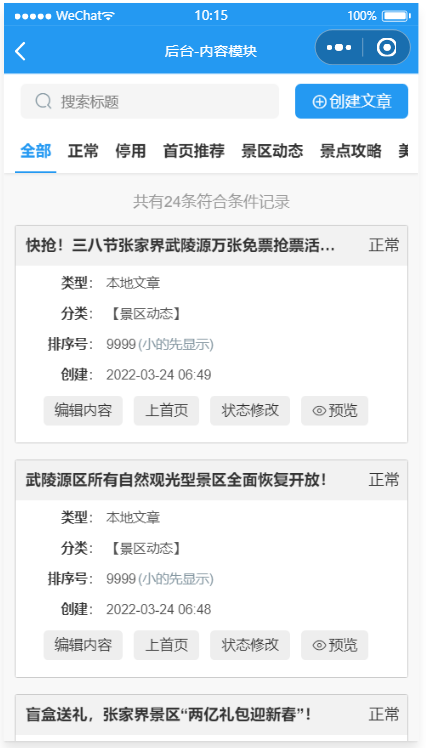 WeChat 10:15 100%
后台-内容模块
搜索标题 创建文章
全部 正常 停用 首页推荐 景区动态 景点攻略
共有24条符合条件记录
快抢！三八节张家界武陵源万张免票抢票活... 正常
类型： 本地文章
分类： 【景区动态】
排序号： 9999 (小的先显示)
创建： 2022-03-24 06:49
编辑内容 上首页 状态修改 预览
武陵源区所有自然观光型景区全面恢复开放！ 正常
类型： 本地文章
分类： 【景区动态】
排序号： 9999 (小的先显示)
创建： 2022-03-24 06:48
编辑内容 上首页 状态修改 预览
盲盒送礼，张家界景区“两亿礼包迎新春”！ 正常